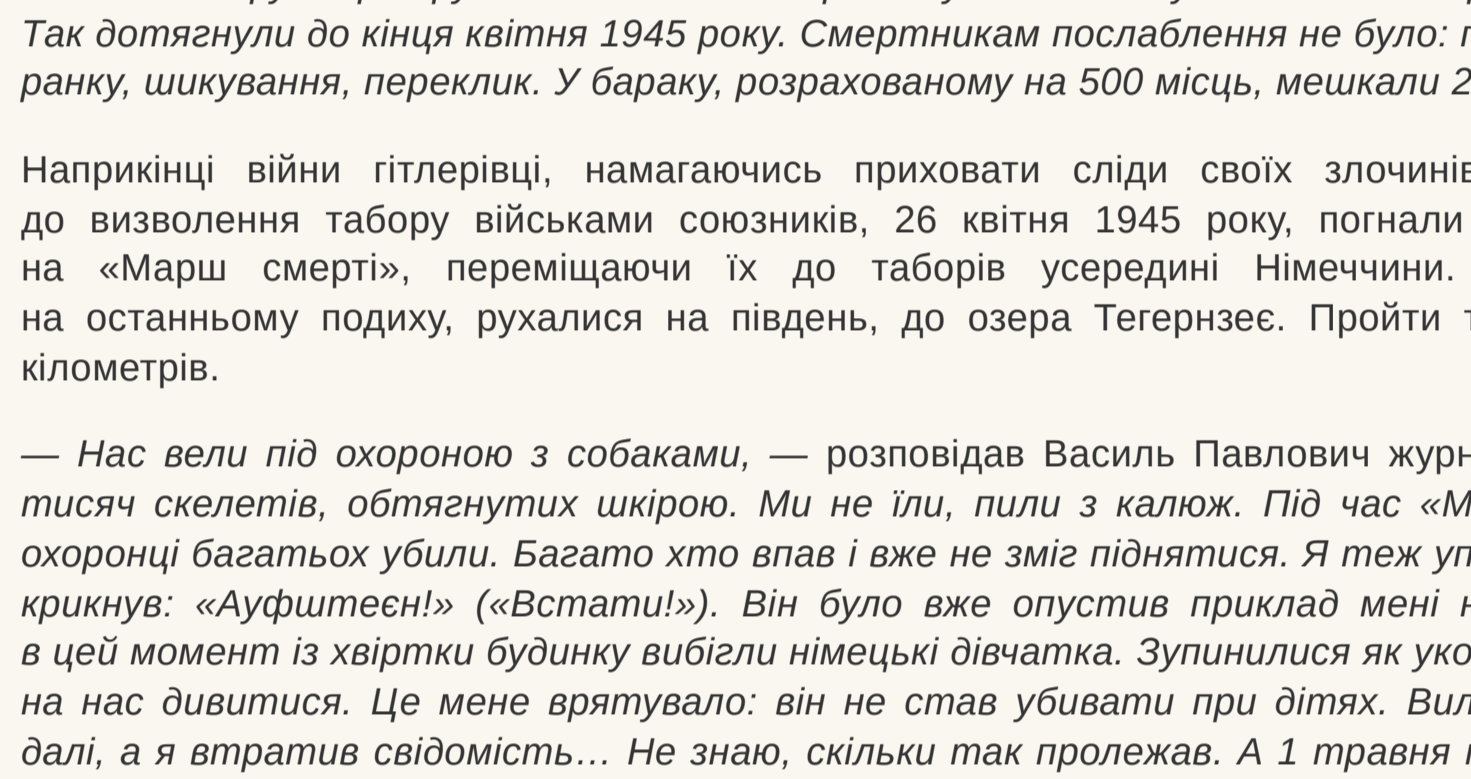 Так дотягнули до кінця квітня 1945 року. Смертникам послаблення не було:
ранку, шикування, переклик. У бараку, розрахованому на 500 місць, мешкали 2
Наприкінці війни гітлерівці, намагаючись приховати сліди своїх злочинів
до визволення табору військами союзників, 26 квітня 1945 року, погнали
на «Марш смерті», переміщаючи їх до таборів усередині Німеччини.
на останньому подиху, рухалися на південь, до озера Тегернзеє. Пройти
кілометрів.
— Нас вели під охороною з собаками, — розповідав Василь Павлович журн
тисяч скелетів, обтягнутих шкірою. Ми не їли, пили з калюж. Під час «М
охоронці багатьох убили. Багато хто впав і вже не зміг піднятися. Я теж уп
крикнув: «Ауфштеєн!» («Встати!»). Він було вже опустив приклад мені
в цей момент із хвіртки будинку вибігли німецькі дівчатка. Зупинилися як уко
на нас дивитися. Це мене врятувало: він не став убивати при дітях. Вил
далі, а я втратив свідомість… Не знаю, скільки так пролежав. А 1 травня